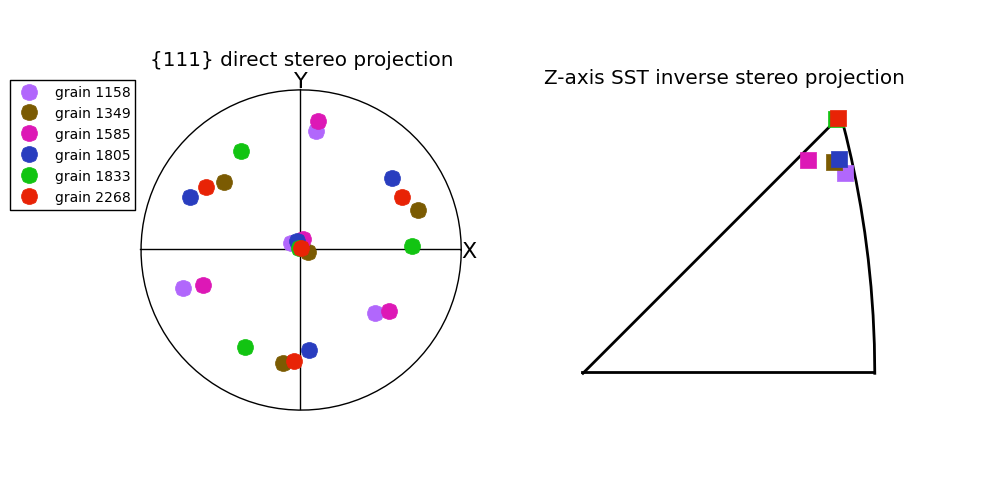 {111} direct stereo projection
Y
grain 1158
grain 1349
grain 1585
grain 1805
grain 1833
grain 2268
X
Z-axis SST inverse stereo projection